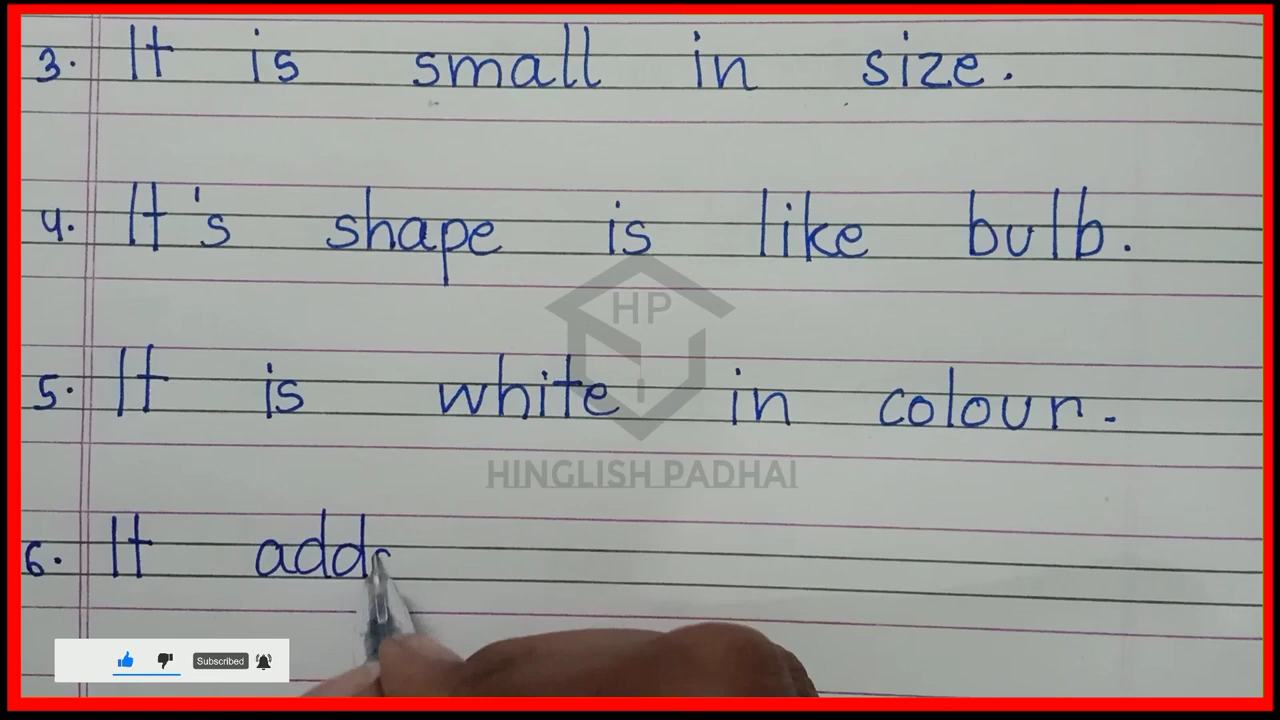 3. It is small in size.
4. It's shape is like bulb.
HP
5. It is white in colour.
HINGLISH PADHAI
6. It adds
Subscribed